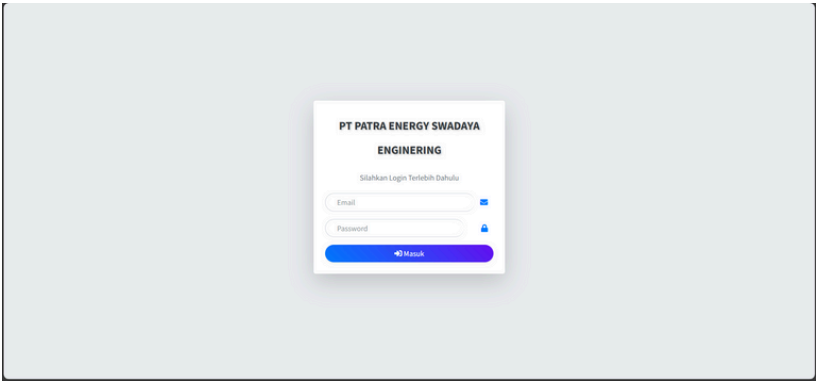 PT PATRA ENERGY SWADAYA
ENGINERING
Silahkan Login Terlebih Dahulu
Email
Password
Masuk